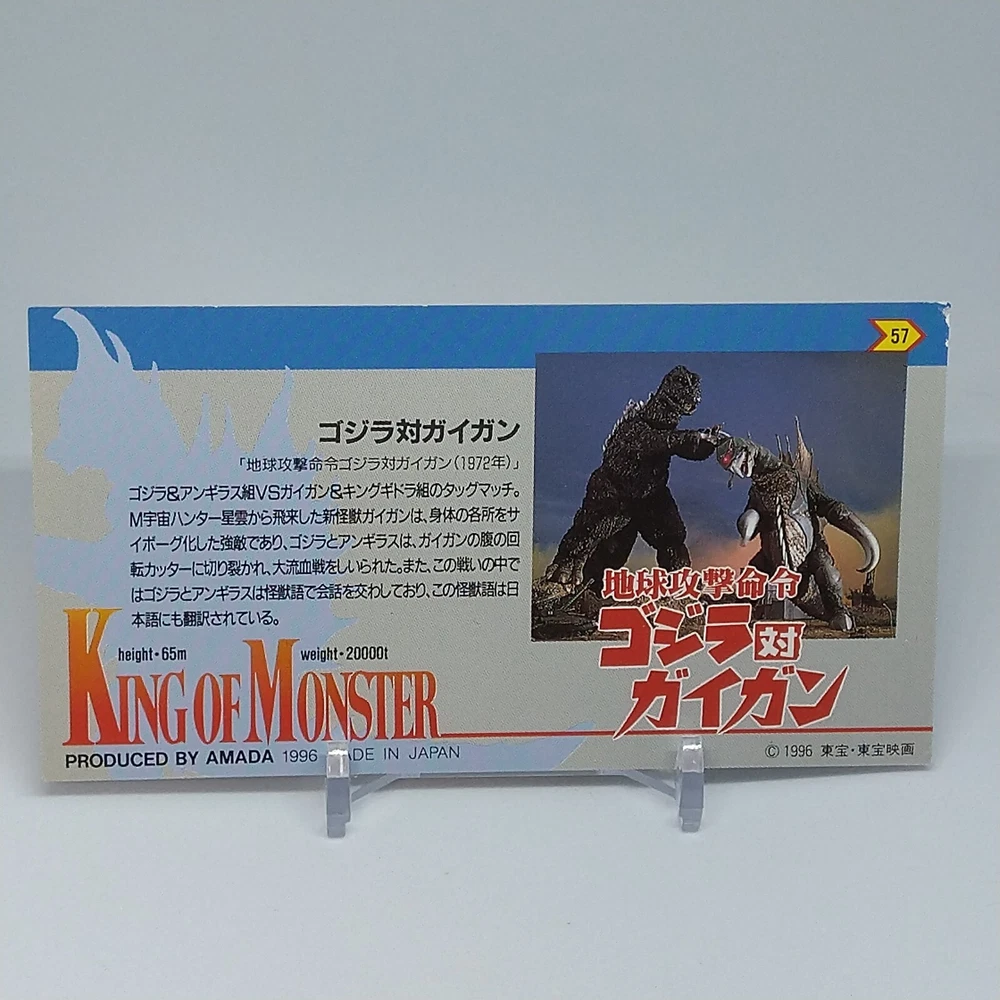 57
ゴジラ対ガイガン
「地球攻撃命令ゴジラ対ガイガン(1972年)」
ゴジラ&アンギラス組VSガイガン&キングギドラ組のタッグマッチ。
M宇宙ハンター星雲から飛来した新怪獣ガイガンは、身体の各所をサ
イボーグ化した強敵であり、ゴジラとアンギラスは、ガイガンの腹の回
転カッターに切り裂かれ、大流血戦をしいられた。また、この戦いの中で
はゴジラとアンギラスは怪獣語で会話を交わしており、この怪獣語は日
本語にも翻訳されている。
height・65m weight・20000t
KING OF MONSTER
PRODUCED BY AMADA 1996 MADE IN JAPAN
地球攻撃命令
ゴジラ対
ガイガン
© 1996 東宝・東宝映画